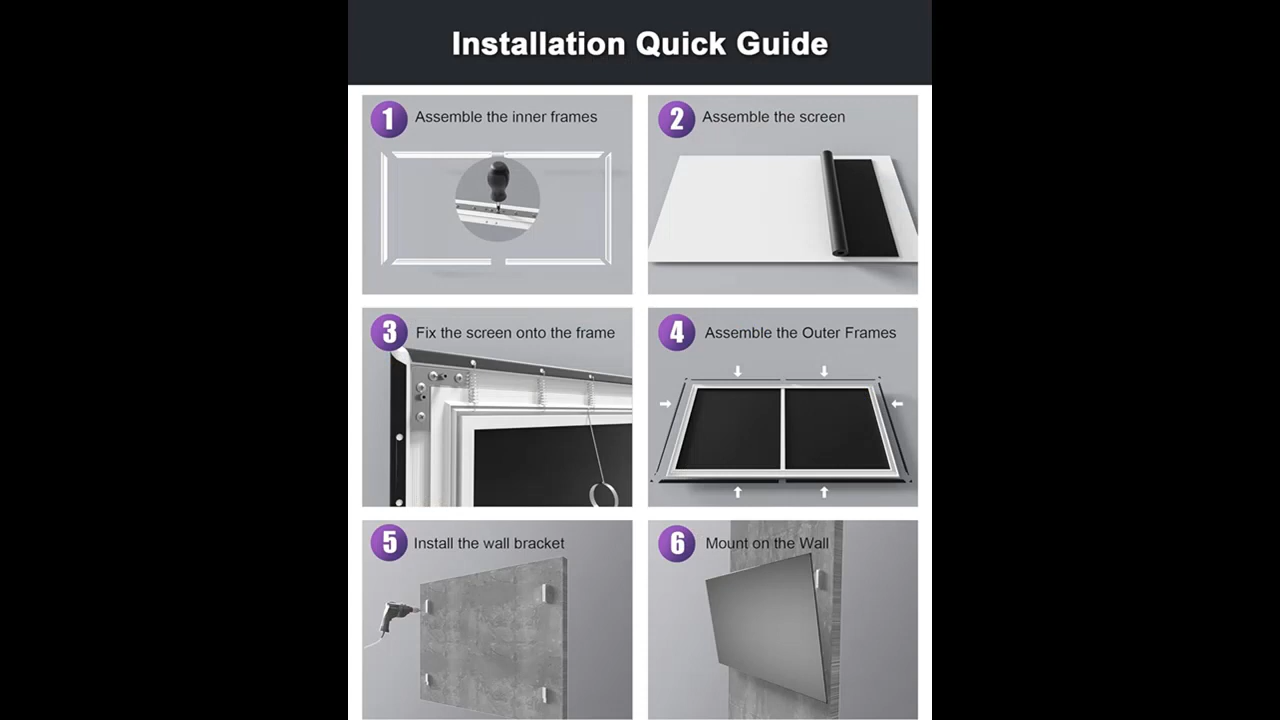 Installation Quick Guide
1 Assemble the inner frames
2 Assemble the screen
3 Fix the screen onto the frame
4 Assemble the Outer Frames
5 Install the wall bracket
6 Mount on the Wall